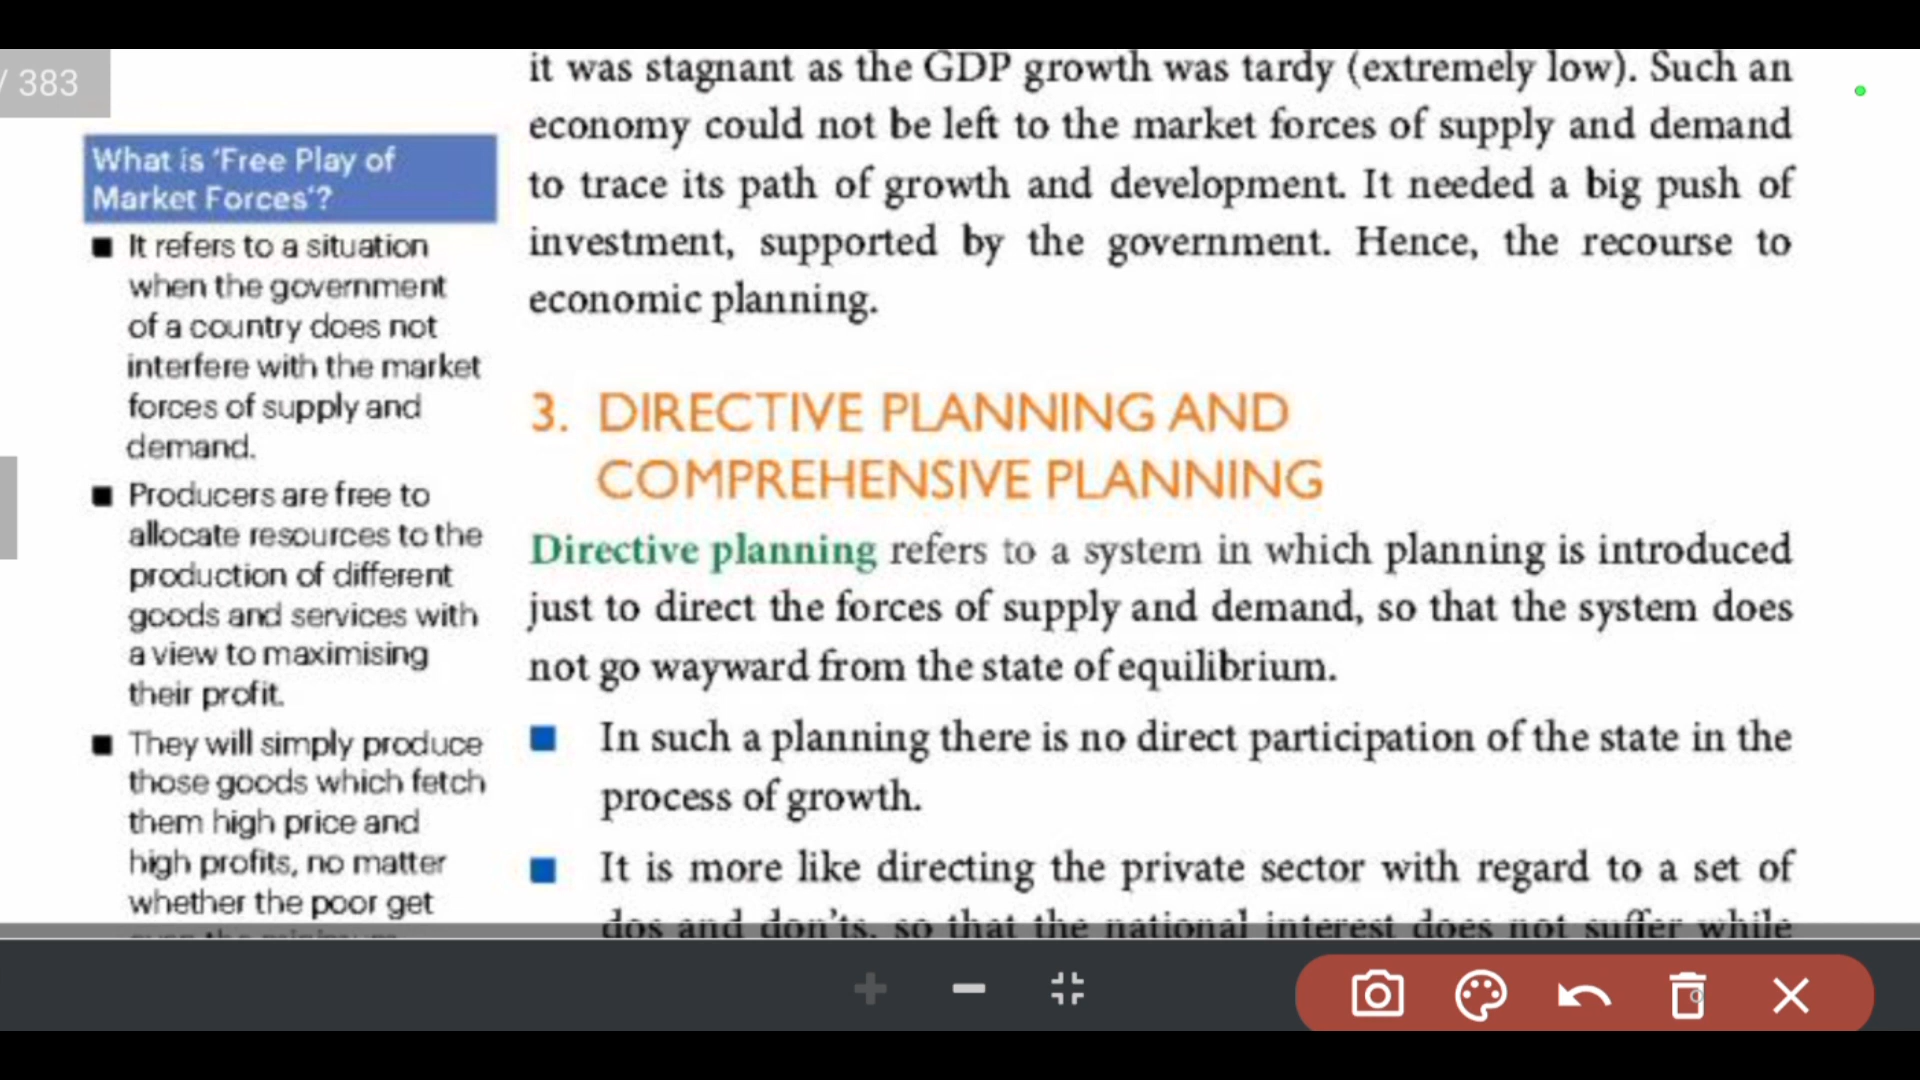 / 383
What is ‘Free Play of
Market Forces’?
■ It refers to a situation
when the government
of a country does not
interfere with the market
forces of supply and
demand.
■ Producers are free to
allocate resources to the
production of different
goods and services with
a view to maximising
their profit.
■ They will simply produce
those goods which fetch
them high price and
high profits, no matter
whether the poor get
even the minimum
it was stagnant as the GDP growth was tardy (extremely low). Such an
economy could not be left to the market forces of supply and demand
to trace its path of growth and development. It needed a big push of
investment, supported by the government. Hence, the recourse to
economic planning.
3. DIRECTIVE PLANNING AND
COMPREHENSIVE PLANNING
Directive planning refers to a system in which planning is introduced
just to direct the forces of supply and demand, so that the system does
not go wayward from the state of equilibrium.
■ In such a planning there is no direct participation of the state in the
process of growth.
■ It is more like directing the private sector with regard to a set of
dos and don’ts, so that the national interest does not suffer while